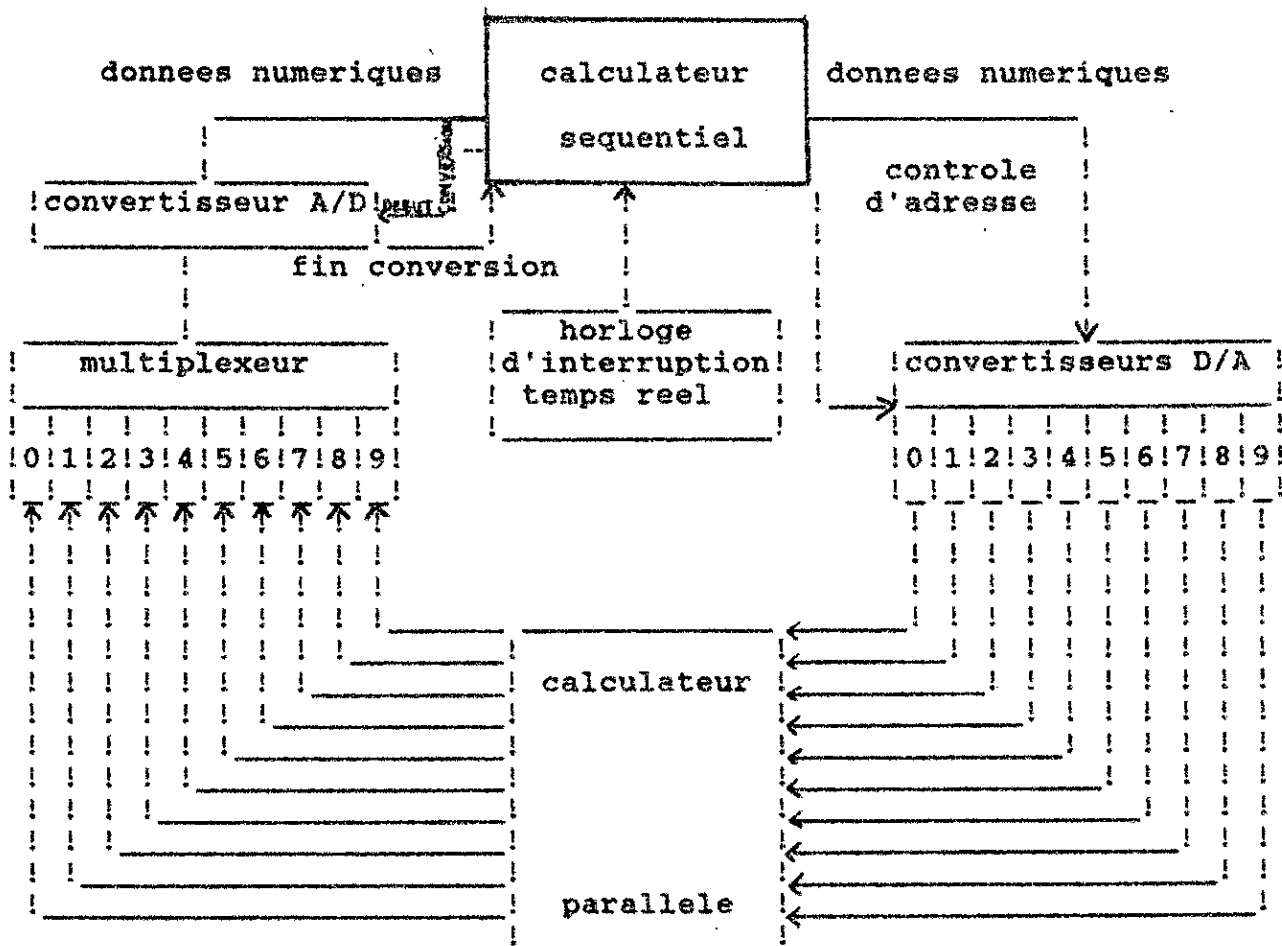 donnees numeriques
calculateur
sequentiel
donnees numeriques
controle
d'adresse
convertisseur A/D
DEBUT
CONVERSION
fin conversion
horloge
d'interruption
temps reel
multiplexeur
convertisseurs D/A
0 1 2 3 4 5 6 7 8 9
0 1 2 3 4 5 6 7 8 9
calculateur
parallele